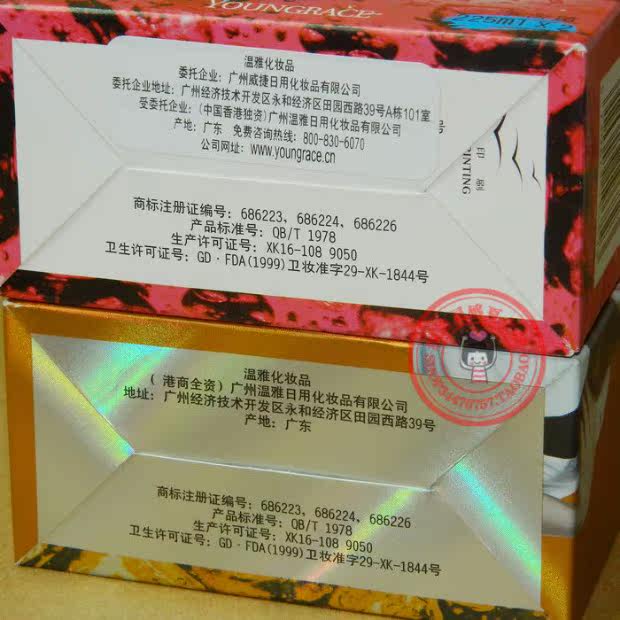 YOUNGRACE
225ml X2
温雅化妆品
委托企业：广州威捷日用化妆品有限公司
委托企业地址：广州经济技术开发区永和经济区田园西路39号A栋101室
受委托企业：(中国香港独资)广州温雅日用化妆品有限公司
产地：广东 免费咨询热线：800-830-6070
公司网址：www.youngrace.cn
号
印刷
INTING
商标注册证编号：686223、686224、686226
产品标准号：QB/T 1978
生产许可证号：XK16-108 9050
卫生许可证号：GD·FDA(1999)卫妆准字29-XK-1844号
温雅化妆品
（港商全资）广州温雅日用化妆品有限公司
地址：广州经济技术开发区永和经济区田园西路39号
产地：广东
商标注册证编号：686223、686224、686226
产品标准号：QB/T 1978
生产许可证号：XK16-108 9050
卫生许可证号：GD·FDA(1999)卫妆准字29-XK-1844号